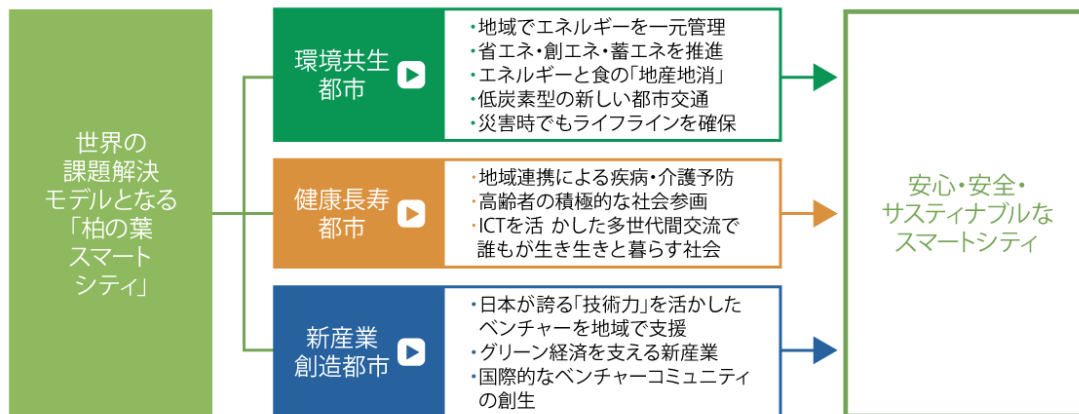 世界の
課題解決
モデルとなる
「柏の葉
スマート
シティ」
環境共生
都市
・地域でエネルギーを一元管理
・省エネ・創エネ・蓄エネを推進
・エネルギーと食の「地産地消」
・低炭素型の新しい都市交通
・災害時でもライフラインを確保
健康長寿
都市
・地域連携による疾病・介護予防
・高齢者の積極的な社会参画
・ICTを活 かした多世代間交流で
誰もが生き生きと暮らす社会
新産業
創造都市
・日本が誇る「技術力」を活かした
ベンチャーを地域で支援
・グリーン経済を支える新産業
・国際的なベンチャーコミュニティ
の創生
安心・安全・
サスティナブルな
スマートシティ